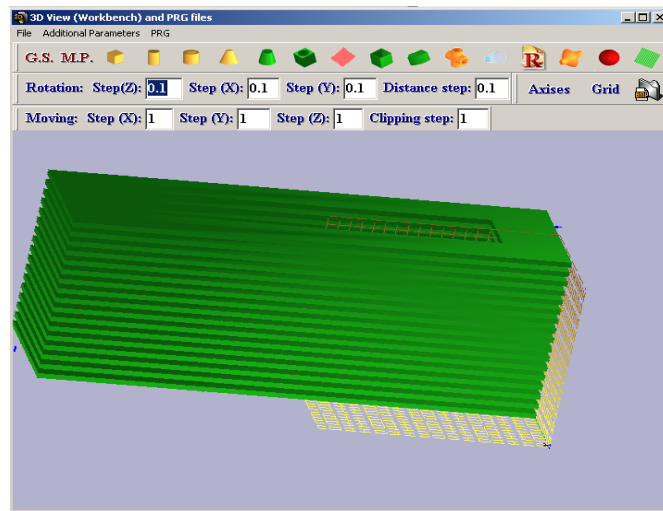 3D View (Workbench) and PRG files
File Additional Parameters PRG
G.S. M.P. R
Rotation: Step(Z): 0.1 Step (X): 0.1 Step (Y): 0.1 Distance step: 0.1 Axises Grid
Moving: Step (X): 1 Step (Y): 1 Step (Z): 1 Clipping step: 1